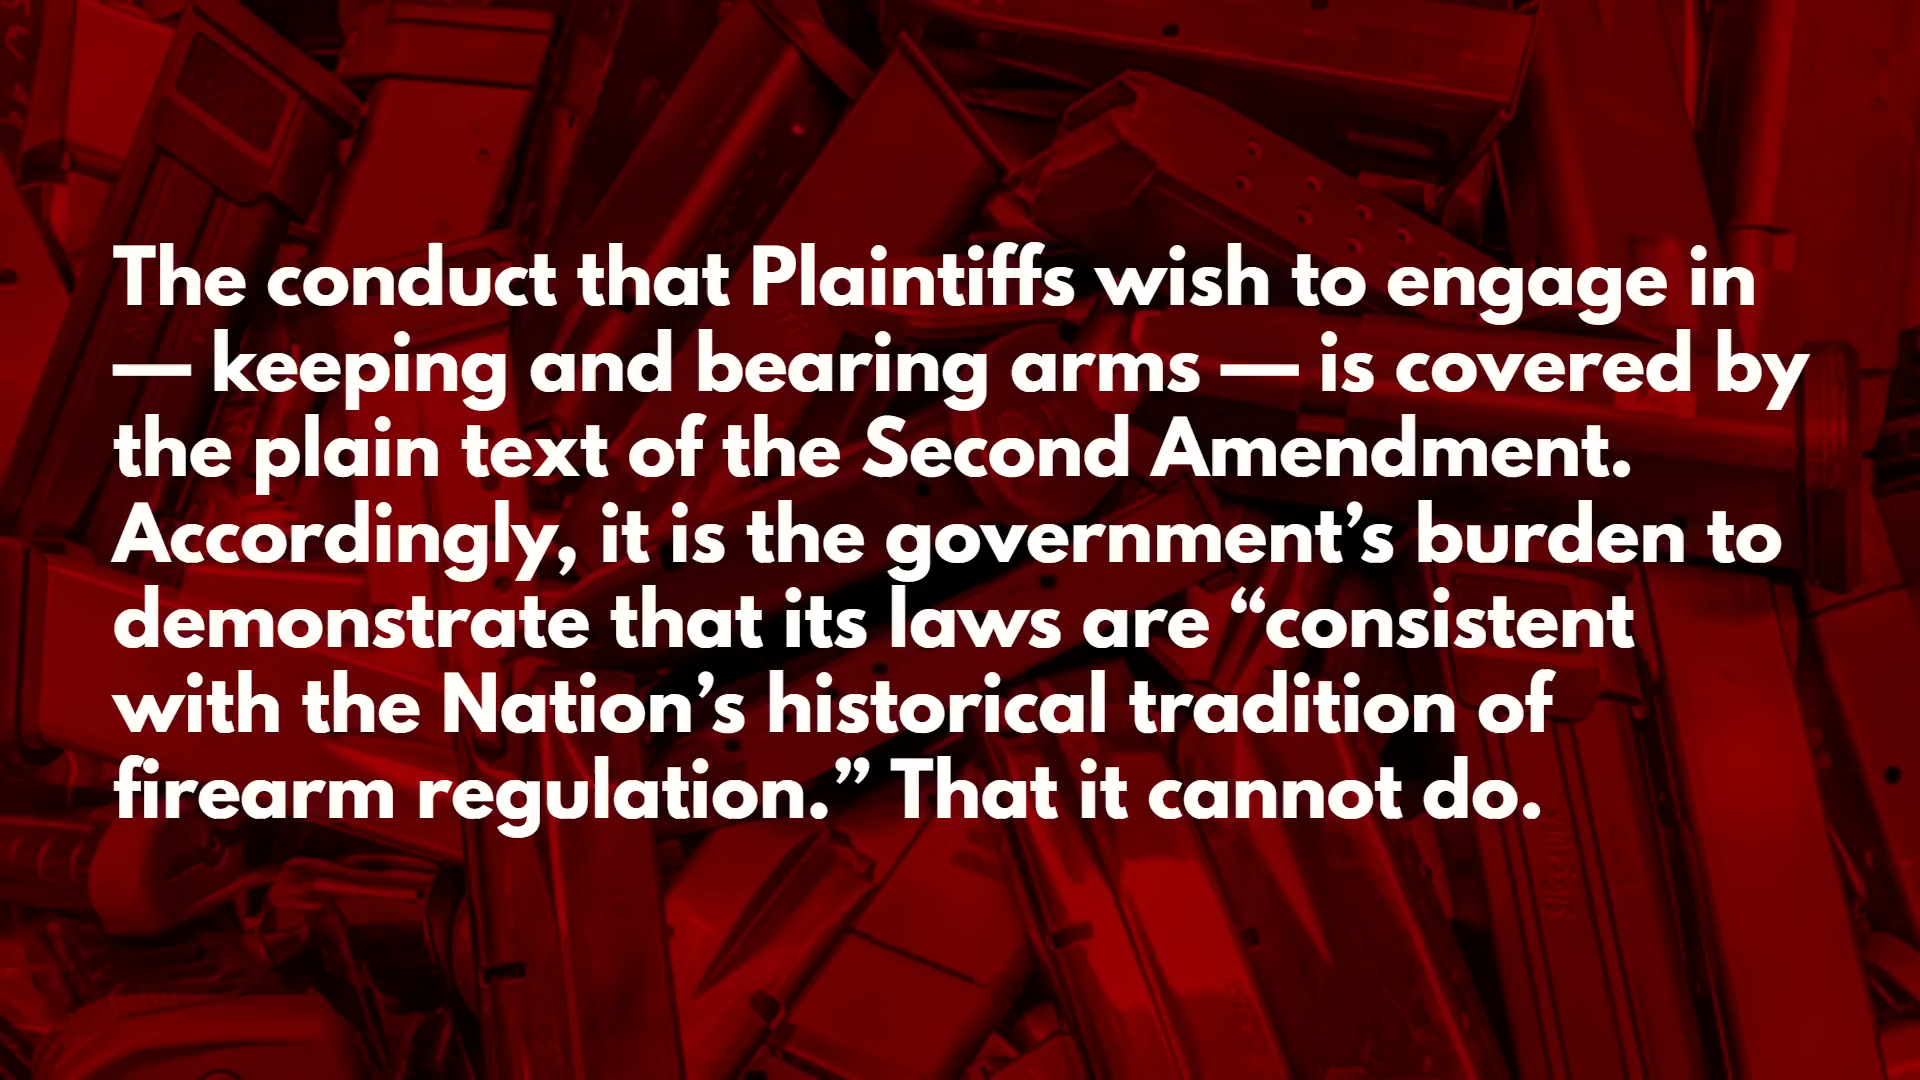 The conduct that Plaintiffs wish to engage in
— keeping and bearing arms — is covered by
the plain text of the Second Amendment.
Accordingly, it is the government’s burden to
demonstrate that its laws are “consistent
with the Nation’s historical tradition of
firearm regulation.” That it cannot do.